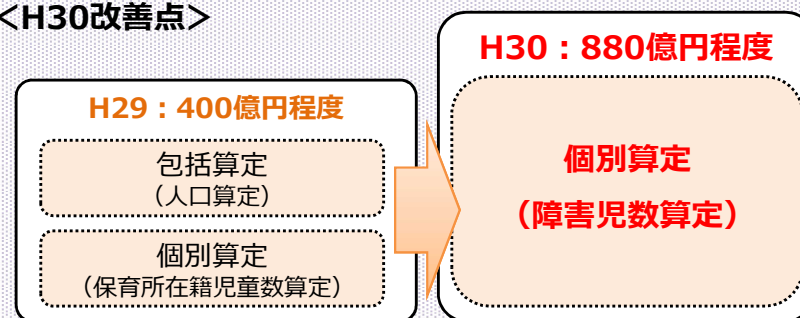 ＜H30改善点＞
H29：400億円程度
包括算定
（人口算定）
個別算定
（保育所在籍児童数算定）
H30：880億円程度
個別算定
（障害児数算定）